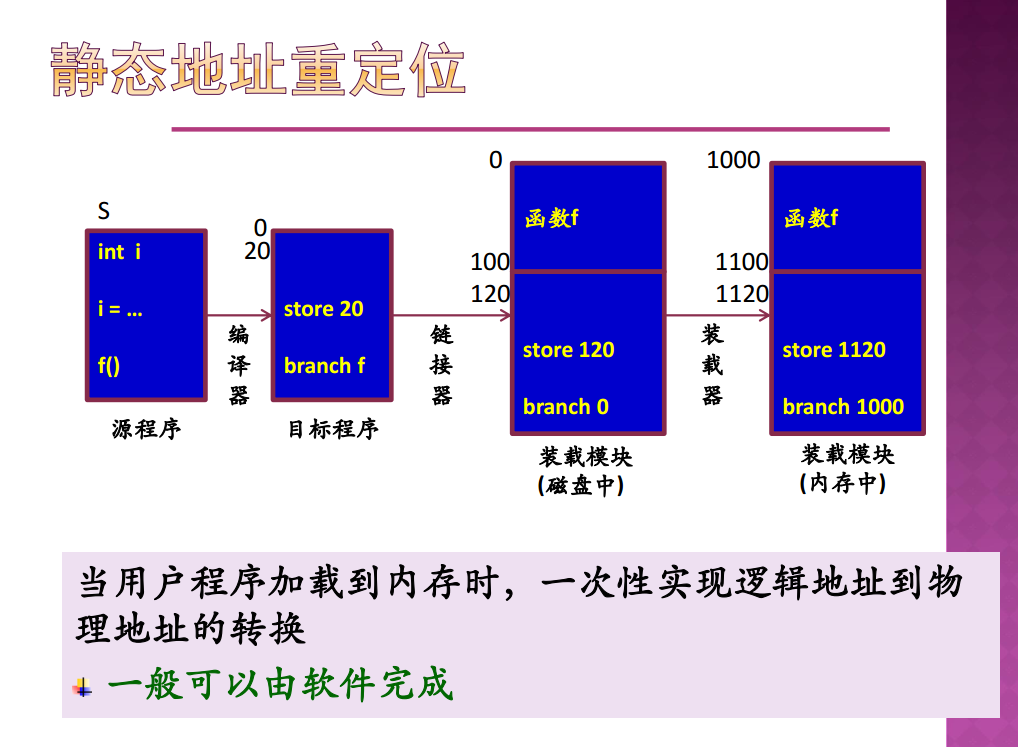 静态地址重定位
S
int i
i = ...
f()
源程序
编译器
0
20
store 20
branch f
目标程序
链接器
0
函数f
100
120
store 120
branch 0
装载模块
(磁盘中)
装载器
1000
函数f
1100
1120
store 1120
branch 1000
装载模块
(内存中)
当用户程序加载到内存时，一次性实现逻辑地址到物
理地址的转换
一般可以由软件完成